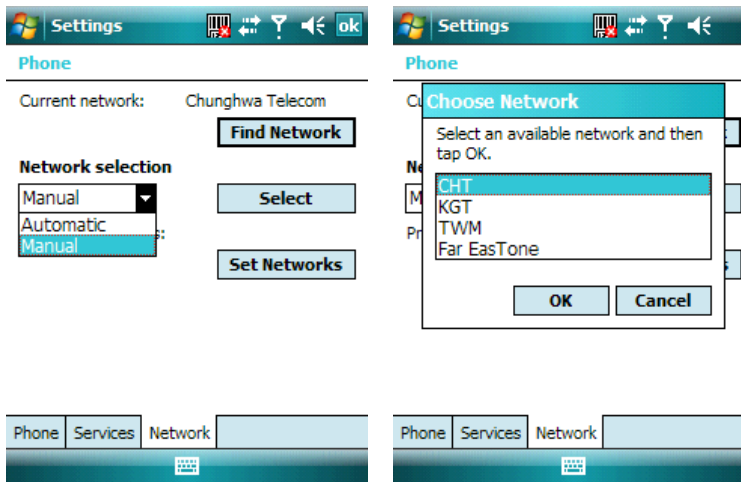 Settings
ok
Phone
Current network: Chunghwa Telecom
Find Network
Network selection
Manual
Select
Automatic
Manual
s:
Set Networks
Phone Services Network
Settings
Phone
Cu
Choose Network
Select an available network and then
tap OK.
Ne
CHT
M
KGT
TWM
Pr
Far EasTone
s
OK Cancel
Phone Services Network